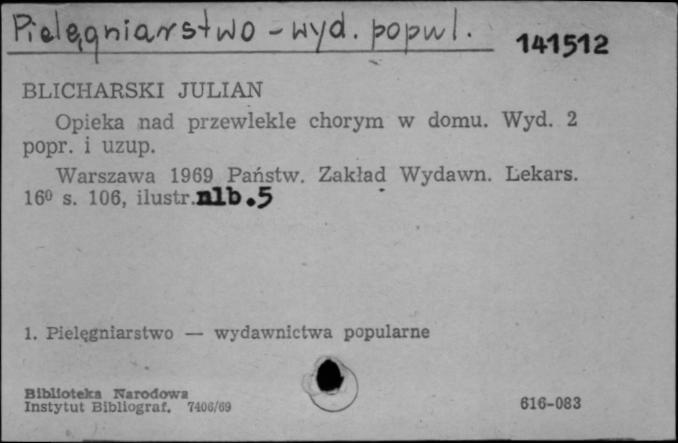 Pielęgniarstwo - wyd. popul.
141512
BLICHARSKI JULIAN
Opieka nad przewlekle chorym w domu. Wyd. 2
popr. i uzup.
Warszawa 1969 Państw. Zakład Wydawn. Lekars.
16⁰ s. 106, ilustr. nlb.5
1. Pielęgniarstwo — wydawnictwa popularne
Biblioteka Narodowa
Instytut Bibliograf. 7406/69
616-083